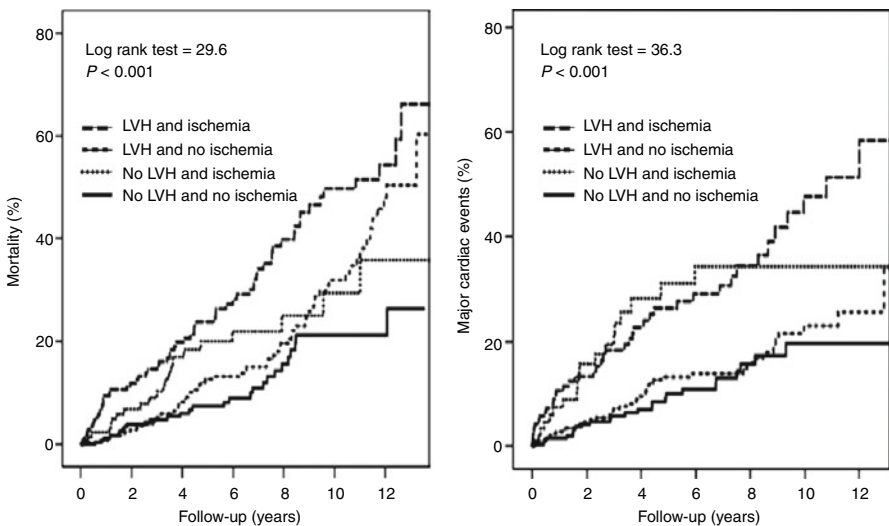 80
60
40
20
0
Mortality (%)
Log rank test = 29.6
P < 0.001
LVH and ischemia
LVH and no ischemia
No LVH and ischemia
No LVH and no ischemia
0 2 4 6 8 10 12
Follow-up (years)
80
60
40
20
0
Major cardiac events (%)
Log rank test = 36.3
P < 0.001
LVH and ischemia
LVH and no ischemia
No LVH and ischemia
No LVH and no ischemia
0 2 4 6 8 10 12
Follow-up (years)